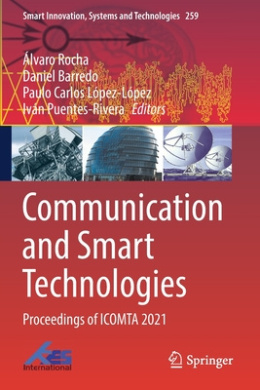 Smart Innovation, Systems and Technologies 259
Álvaro Rocha
Daniel Barredo
Paulo Carlos López-López
Iván Puentes-Rivera Editors
Communication
and Smart
Technologies
Proceedings of ICOMTA 2021
KES
International
Springer